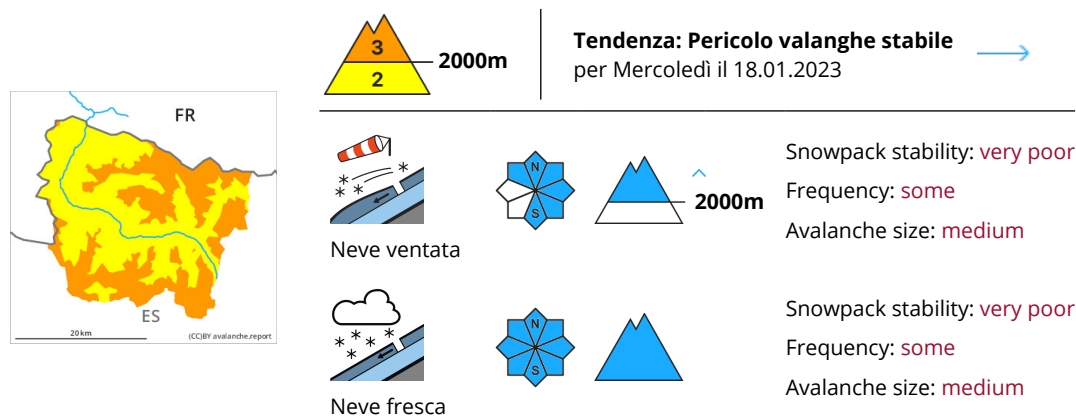 3
2
2000m
Tendenza: Pericolo valanghe stabile
per Mercoledì il 18.01.2023
FR
ES
20 km
(CC)BY avalanche.report
N
S
2000m
Neve ventata
Snowpack stability: very poor
Frequency: some
Avalanche size: medium
N
S
Neve fresca
Snowpack stability: very poor
Frequency: some
Avalanche size: medium